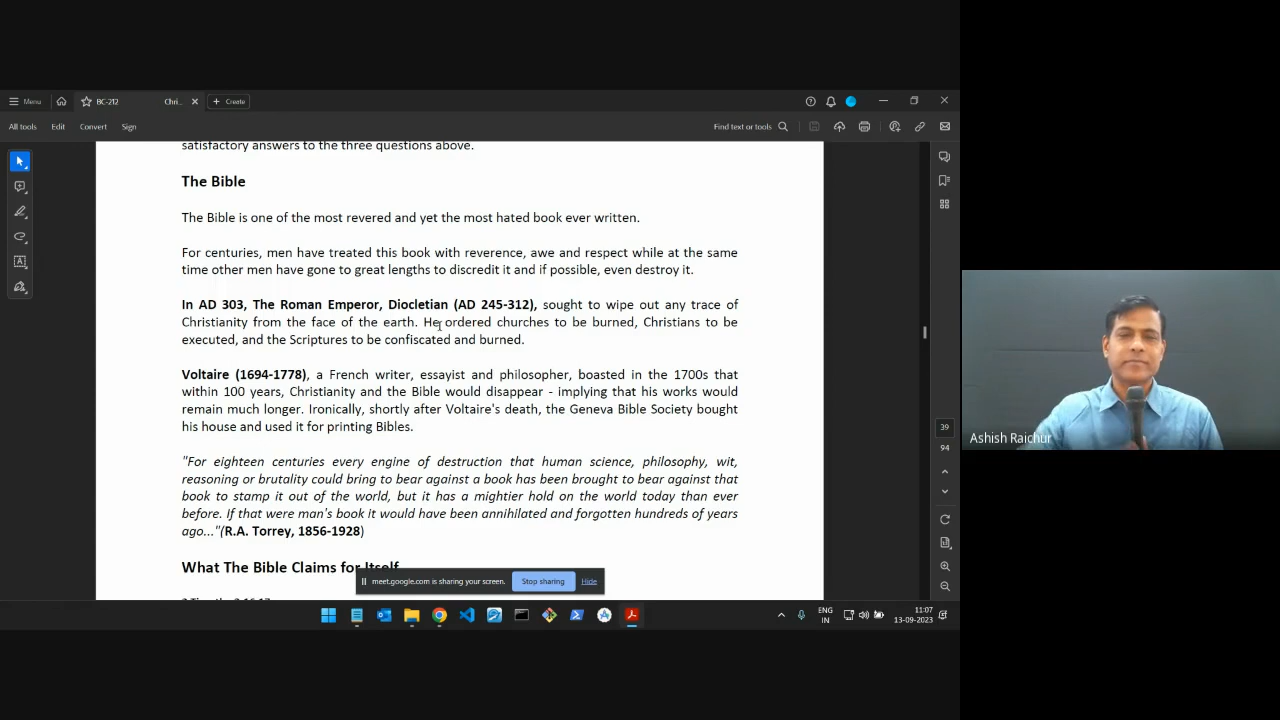 Menu
BC-212 Chri...
Create
All tools Edit Convert Sign
Find text or tools
satisfactory answers to the three questions above.
The Bible
The Bible is one of the most revered and yet the most hated book ever written.
For centuries, men have treated this book with reverence, awe and respect while at the same
time other men have gone to great lengths to discredit it and if possible, even destroy it.
In AD 303, The Roman Emperor, Diocletian (AD 245-312), sought to wipe out any trace of
Christianity from the face of the earth. He ordered churches to be burned, Christians to be
executed, and the Scriptures to be confiscated and burned.
Voltaire (1694-1778), a French writer, essayist and philosopher, boasted in the 1700s that
within 100 years, Christianity and the Bible would disappear - implying that his works would
remain much longer. Ironically, shortly after Voltaire's death, the Geneva Bible Society bought
his house and used it for printing Bibles.
"For eighteen centuries every engine of destruction that human science, philosophy, wit,
reasoning or brutality could bring to bear against a book has been brought to bear against that
book to stamp it out of the world, but it has a mightier hold on the world today than ever
before. If that were man's book it would have been annihilated and forgotten hundreds of years
ago..."(R.A. Torrey, 1856-1928)
What The Bible Claims for Itself
39
94
meet.google.com is sharing your screen. Stop sharing Hide
ENG
IN
11:07
13-09-2023
Ashish Raichur